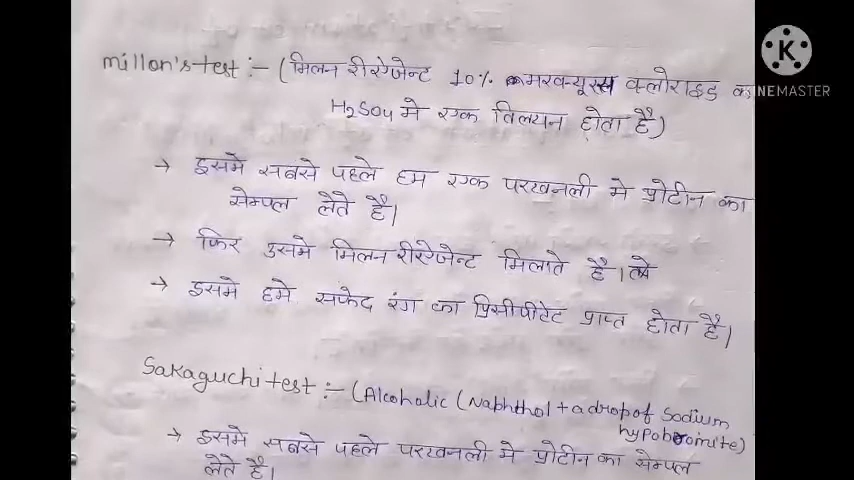 K
KINEMASTER
millon's test :- (मिलन रीऐजेन्ट 10% मरक्यूरस क्लोराइड का
H2SO4 मे एक विलयन होता है)
→ इसमे सबसे पहले हम एक परखनली मे प्रोटीन का
सेम्पल लेते है।
→ फिर उसमे मिलन रीऐजेन्ट मिलाते है।
→ इसमे हमे सफेद रंग का प्रिसीपीटेट प्राप्त होता है।
Sakaguchi test :- (Alcoholic (Naphthol + a drop of Sodium
hypobromite)
→ इसमे सबसे पहले परखनली मे प्रोटीन का सेम्पल
लेते है।